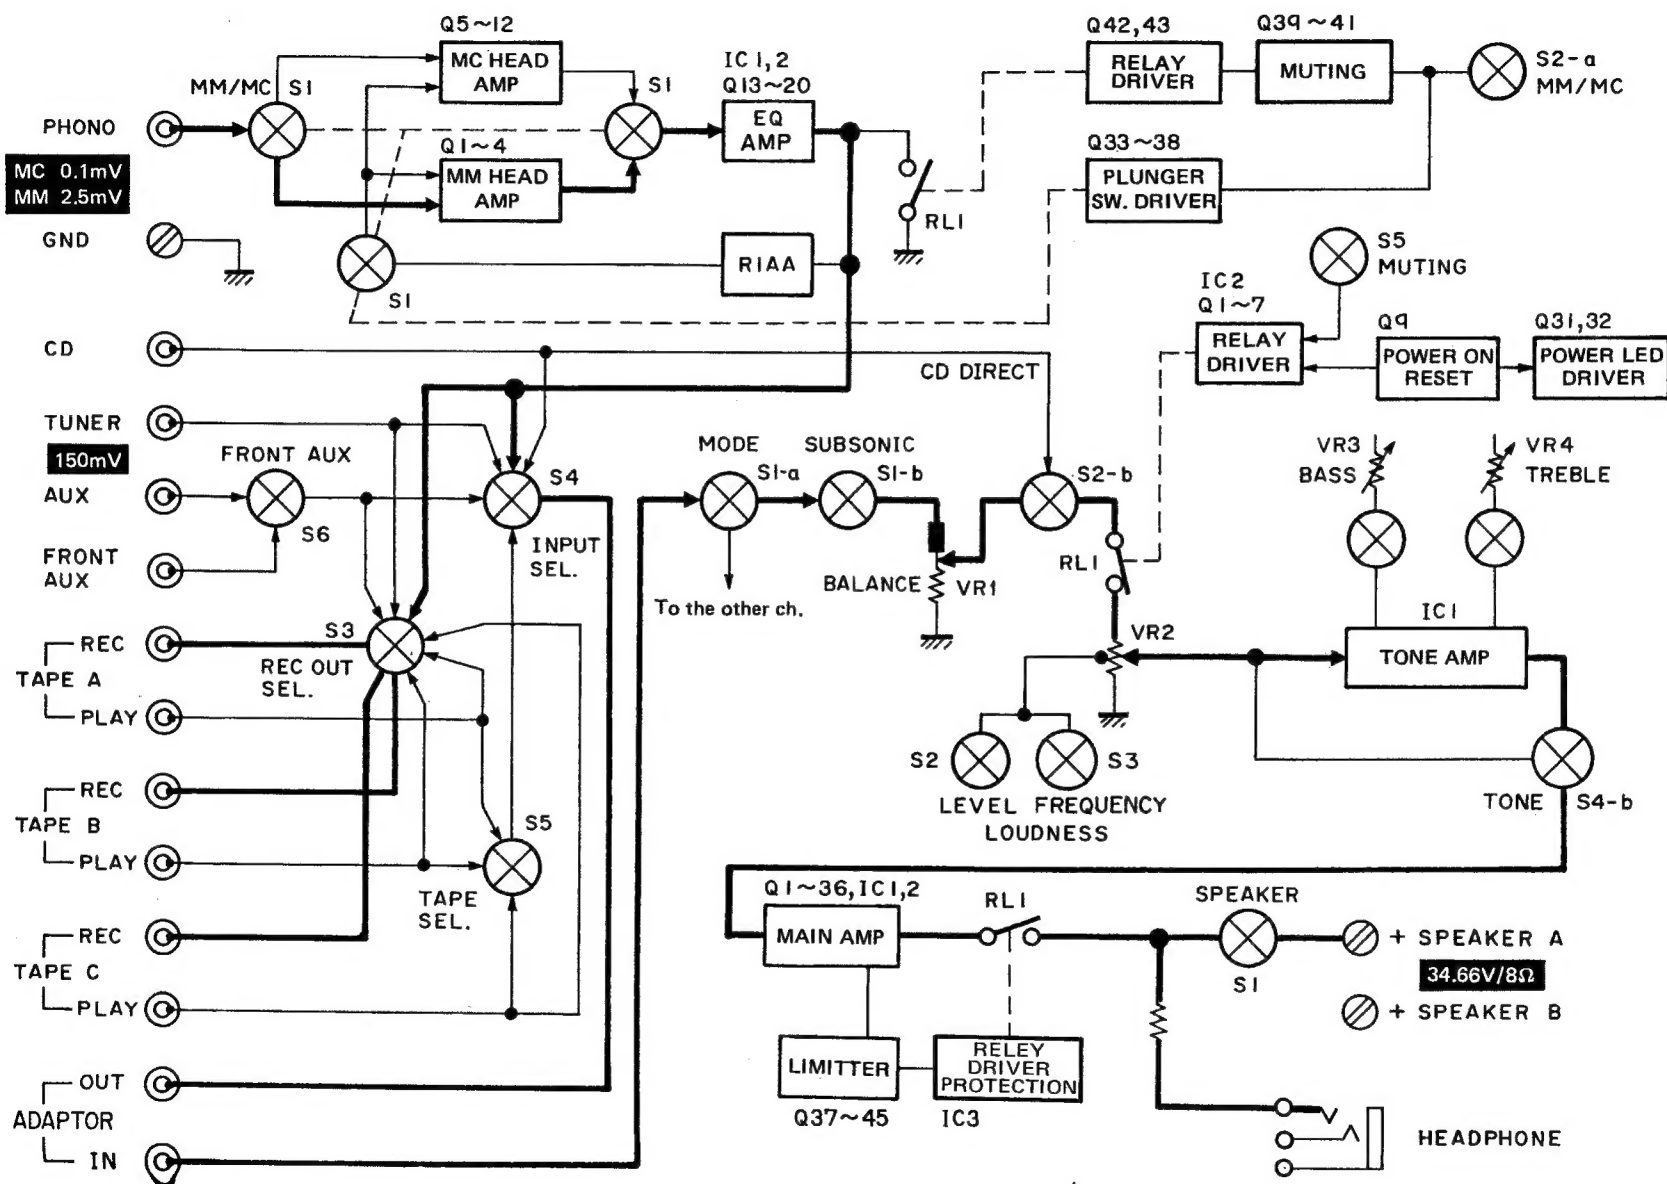 Q5~12
MC HEAD
AMP
MM/MC S1
S1
IC1,2
Q13~20
EQ
AMP
PHONO
MC 0.1mV
MM 2.5mV
Q1~4
MM HEAD
AMP
GND
S1
RIAA
RL1
Q42,43
RELAY
DRIVER
Q39~41
MUTING
S2-a
MM/MC
Q33~38
PLUNGER
SW. DRIVER
S5
MUTING
IC2
Q1~7
RELAY
DRIVER
Q9
POWER ON
RESET
Q31,32
POWER LED
DRIVER
CD
CD DIRECT
TUNER
150mV
FRONT AUX
AUX
S6
FRONT
AUX
S4
INPUT
SEL.
MODE
S1-a
SUBSONIC
S1-b
S2-b
To the other ch.
BALANCE
VR1
RL1
VR2
VR3
BASS
VR4
TREBLE
IC1
TONE AMP
S2
S3
LEVEL FREQUENCY
LOUDNESS
TONE S4-b
REC
TAPE A
PLAY
S3
REC OUT
SEL.
REC
TAPE B
PLAY
S5
TAPE
SEL.
REC
TAPE C
PLAY
OUT
ADAPTOR
IN
Q1~36,IC1,2
MAIN AMP
RL1
SPEAKER
S1
+ SPEAKER A
34.66V/8Ω
+ SPEAKER B
LIMITTER
Q37~45
RELEY
DRIVER
PROTECTION
IC3
HEADPHONE